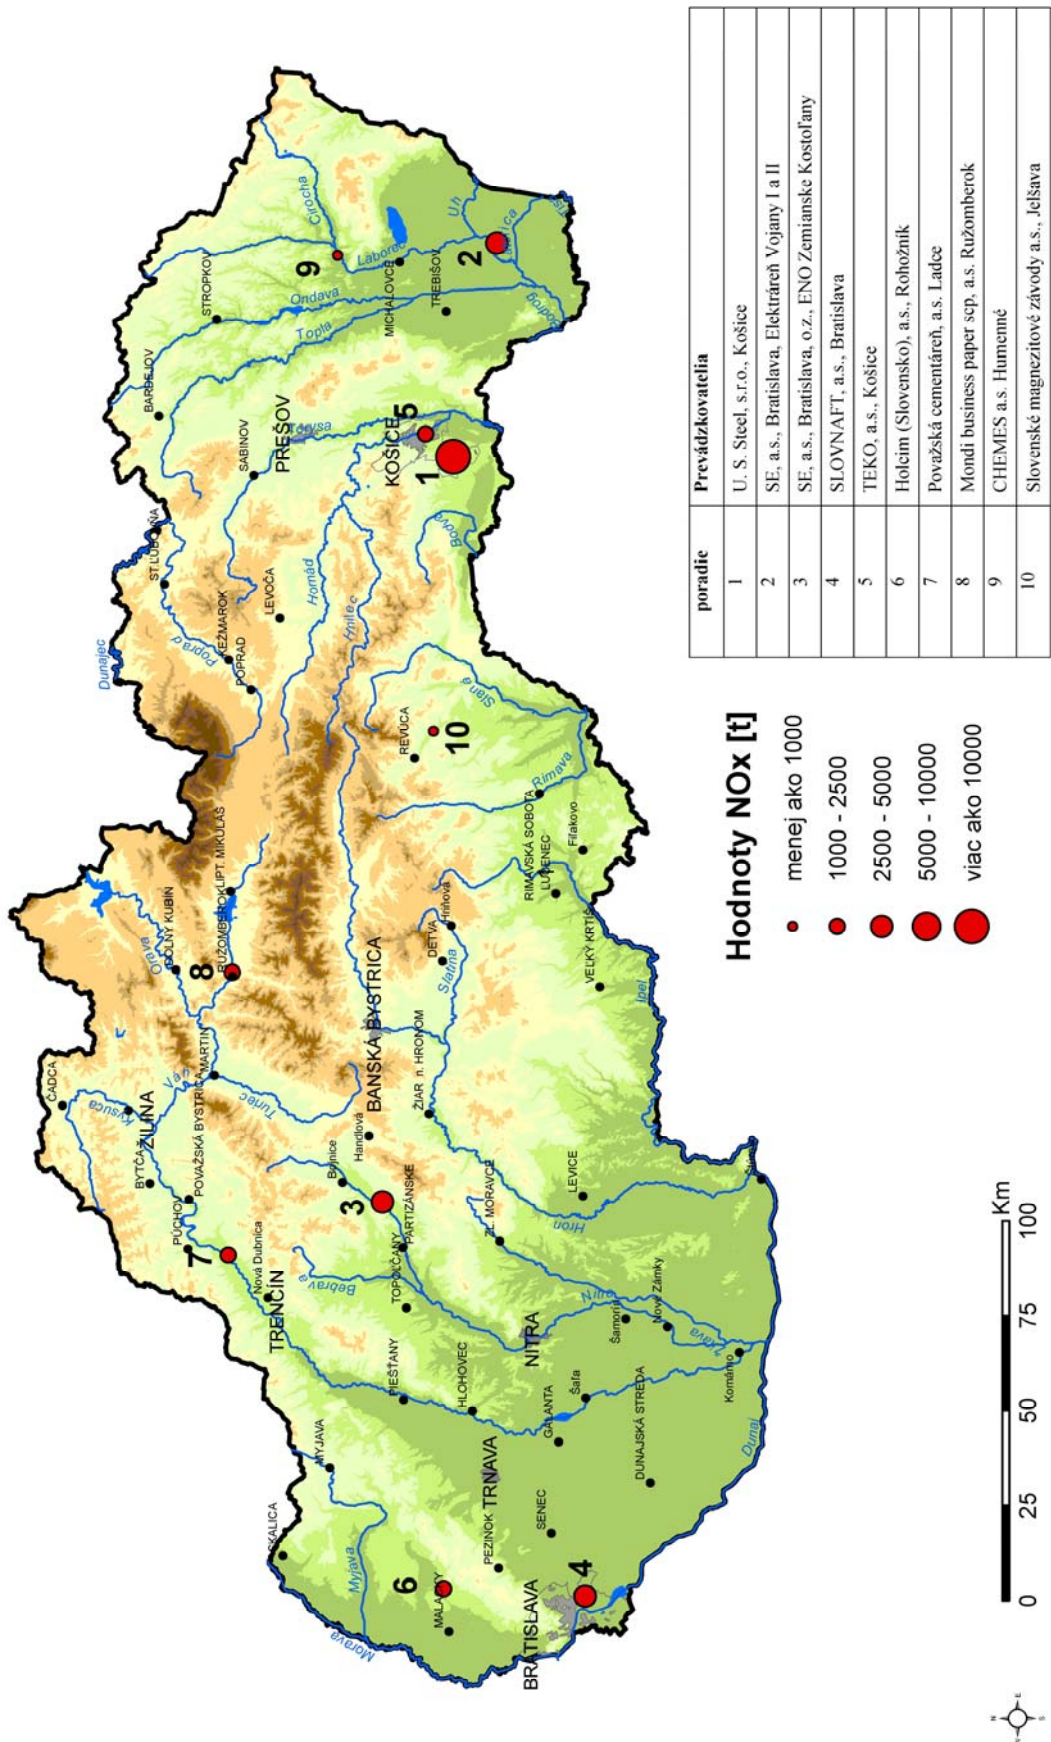 Dunajec
ČADCA
Orava
DOLNÝ KUBÍN
Kysuca
BYTČA
ŽILINA
Váh
PÚCHOV
POVAŽSKÁ BYSTRICA
MARTIN
8
RUŽOMBEROK
LIPT. MIKULÁŠ
7
Nová Dubnica
TRENČÍN
Turiec
ST.ĽUBOVŇA
Poprad
KEŽMAROK
POPRAD
LEVOČA
SABINOV
BARDEJOV
STROPKOV
PREŠOV
Topla
Ondava
Cirocha
9
Laborec
MICHALOVCE
Uh
TREBIŠOV
2
Bodrog
Torysa
KOŠICE
5
1
Hornád
Hnilec
Bodva
Slaná
REVÚCA
10
Rimava
RIMAVSKÁ SOBOTA
Fiľakovo
LUČENEC
VEĽKÝ KRTÍŠ
Ipel
DETVA
Hriňová
Slatina
BANSKÁ BYSTRICA
ŽIAR n. HRONOM
Handlová
Bojnice
3
PARTIZÁNSKE
Bebrava
TOPOĽČANY
ZL. MORAVCE
LEVICE
Hron
NITRA
Nitra
Šamorín
Nové Zámky
Komárno
Dunaj
SKALICA
MYJAVA
Myjava
Morava
PIEŠŤANY
HLOHOVEC
TRNAVA
GALANTA
Šaľa
DUNAJSKÁ STREDA
SENEC
PEZINOK
6
MALACKY
BRATISLAVA
4
0 25 50 75 100 Km
N
E
S
Hodnoty NOx [t]
menej ako 1000
1000 - 2500
2500 - 5000
5000 - 10000
viac ako 10000
poradie Prevádzkovatelia
1 U. S. Steel, s.r.o., Košice
2 SE, a.s., Bratislava, Elektráreň Vojany I a II
3 SE, a.s., Bratislava, o.z., ENO Zemianske Kostoľany
4 SLOVNAFT, a.s., Bratislava
5 TEKO, a.s., Košice
6 Holcim (Slovensko), a.s., Rohožník
7 Považská cementáreň, a.s. Ladce
8 Mondi business paper scp, a.s. Ružomberok
9 CHEMES a.s. Humenné
10 Slovenské magnezitové závody a.s., Jelšava